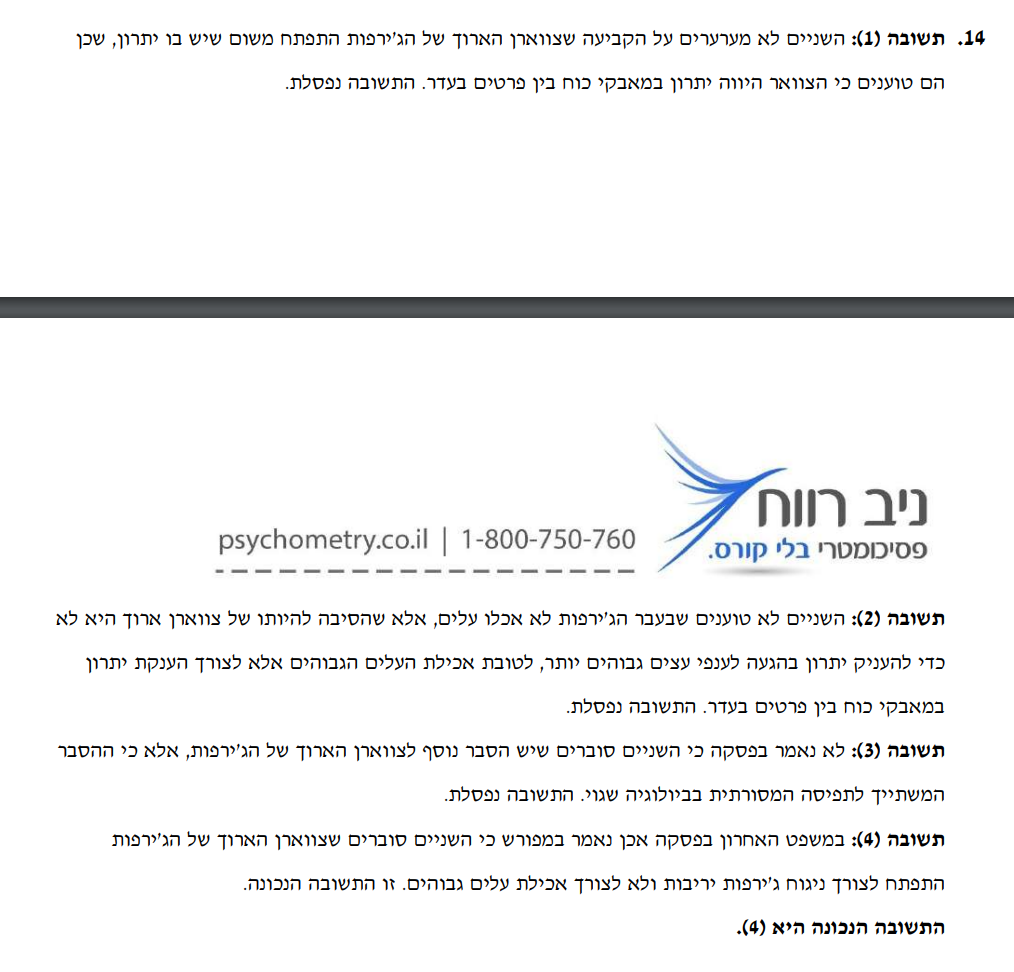 14. תשובה (1): השניים לא מערערים על הקביעה שצווארן הארוך של הג'ירפות התפתח משום שיש בו יתרון, שכן
הם טוענים כי הצוואר היווה יתרון במאבקי כוח בין פרטים בעדר. התשובה נפסלת.
ניב רווח
פסיכומטרי בלי קורס.
psychometry.co.il | 1-800-750-760
תשובה (2): השניים לא טוענים שבעבר הג'ירפות לא אכלו עלים, אלא שהסיבה להיותו של צווארן ארוך היא לא
כדי להעניק יתרון בהגעה לענפי עצים גבוהים יותר, לטובת אכילת העלים הגבוהים אלא לצורך הענקת יתרון
במאבקי כוח בין פרטים בעדר. התשובה נפסלת.
תשובה (3): לא נאמר בפסקה כי השניים סוברים שיש הסבר נוסף לצווארן הארוך של הג'ירפות, אלא כי ההסבר
המשתייך לתפיסה המסורתית בביולוגיה שגוי. התשובה נפסלת.
תשובה (4): במשפט האחרון בפסקה אכן נאמר במפורש כי השניים סוברים שצווארן הארוך של הג'ירפות
התפתח לצורך ניגוח ג'ירפות יריבות ולא לצורך אכילת עלים גבוהים. זו התשובה הנכונה.
התשובה הנכונה היא (4).